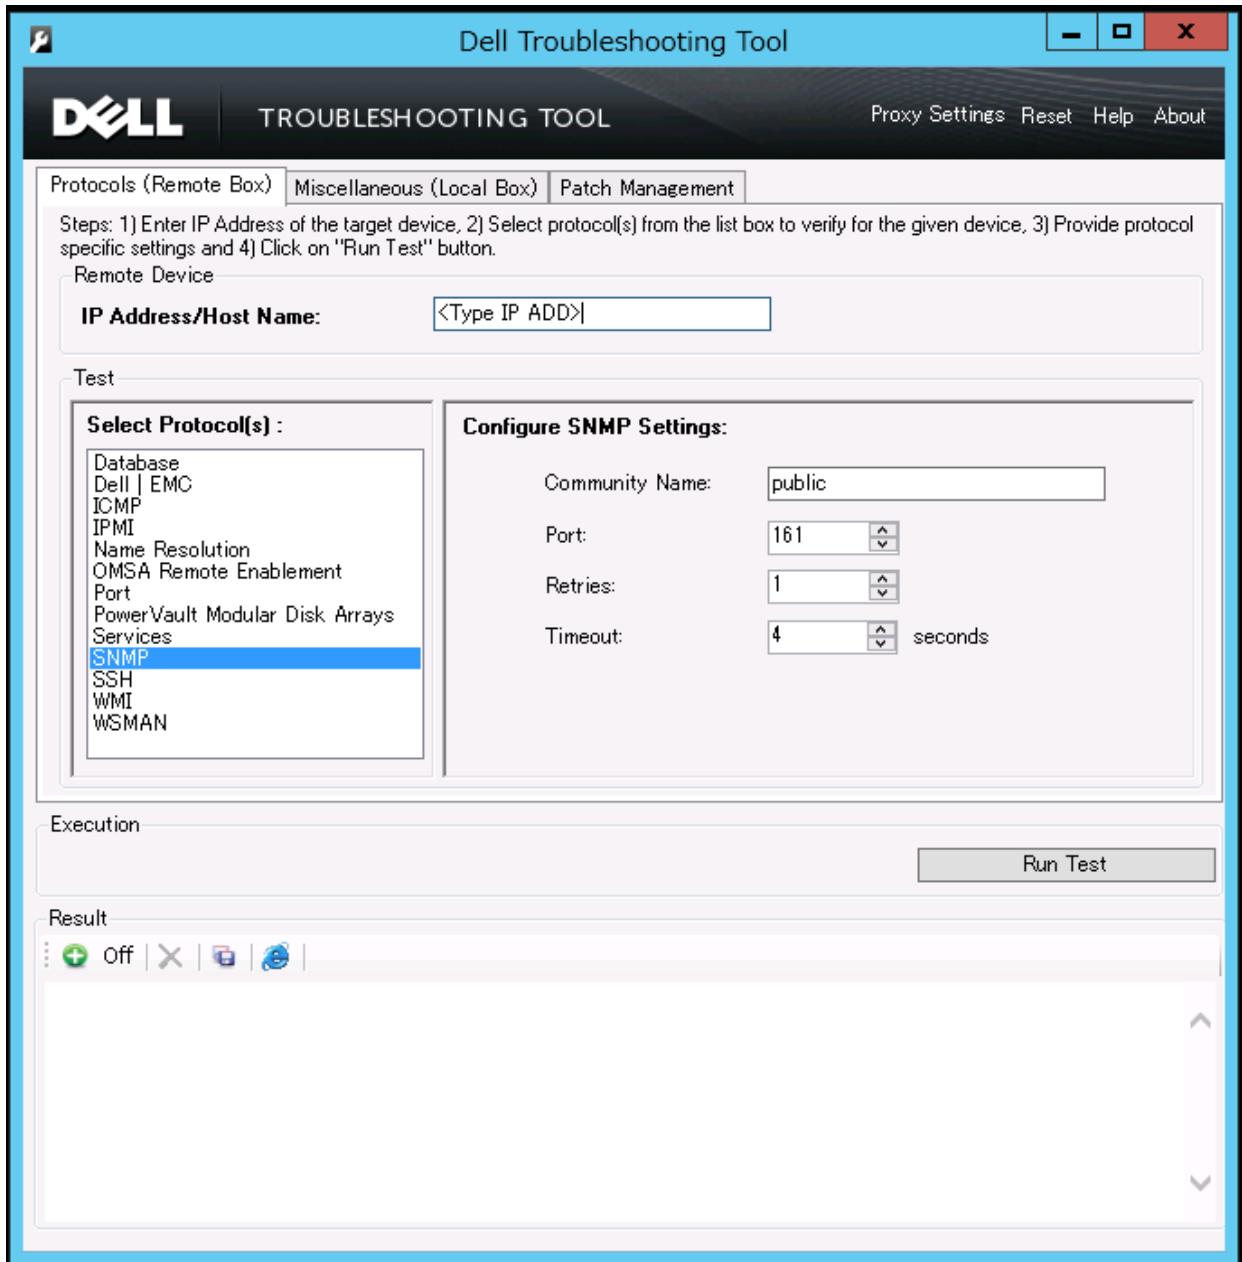 Dell Troubleshooting Tool
DELL TROUBLESHOOTING TOOL Proxy Settings Reset Help About
Protocols (Remote Box) Miscellaneous (Local Box) Patch Management
Steps: 1) Enter IP Address of the target device, 2) Select protocol(s) from the list box to verify for the given device, 3) Provide protocol
specific settings and 4) Click on "Run Test" button.
Remote Device
IP Address/Host Name: <Type IP ADD>
Test
Select Protocol(s) :
Database
Dell | EMC
ICMP
IPMI
Name Resolution
OMSA Remote Enablement
Port
PowerVault Modular Disk Arrays
Services
SNMP
SSH
WMI
WSMAN
Configure SNMP Settings:
Community Name: public
Port: 161
Retries: 1
Timeout: 4 seconds
Execution
Run Test
Result
Off